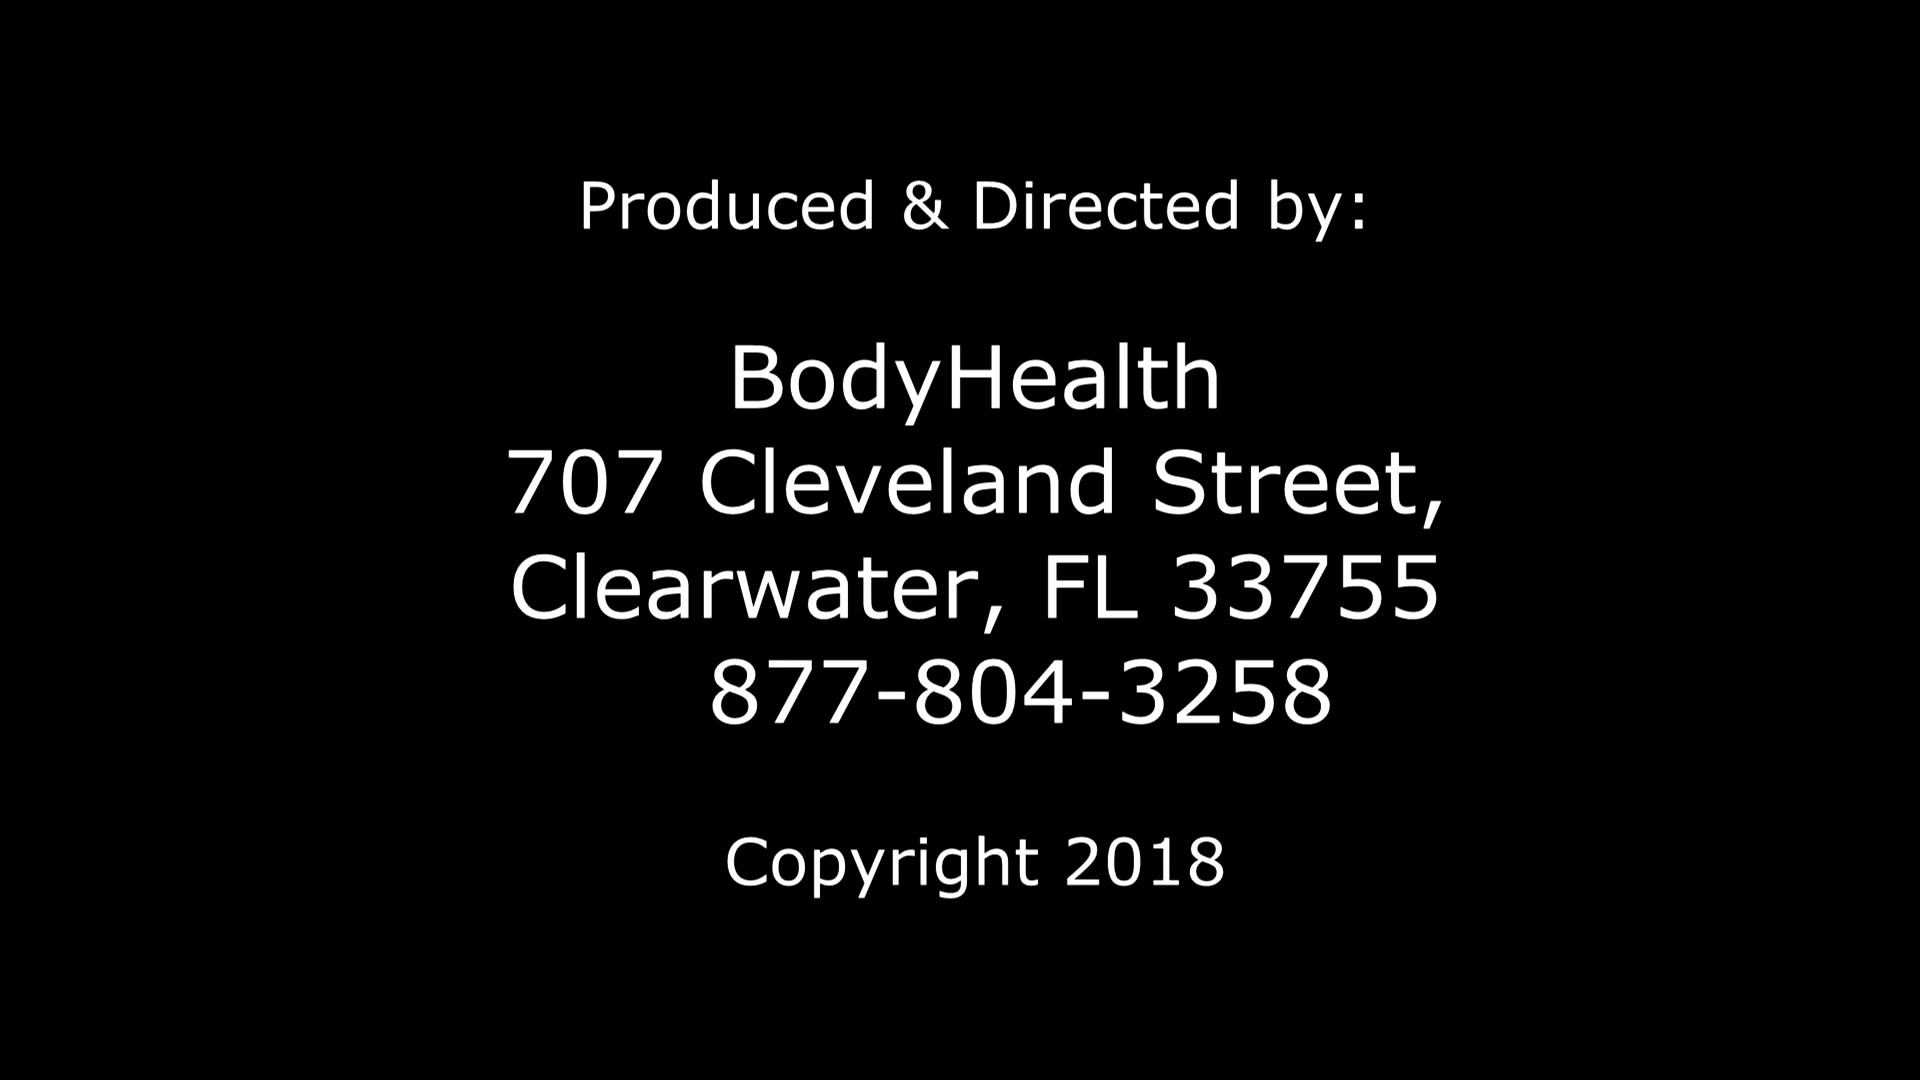 Produced & Directed by:
BodyHealth
707 Cleveland Street,
Clearwater, FL 33755
877-804-3258
Copyright 2018